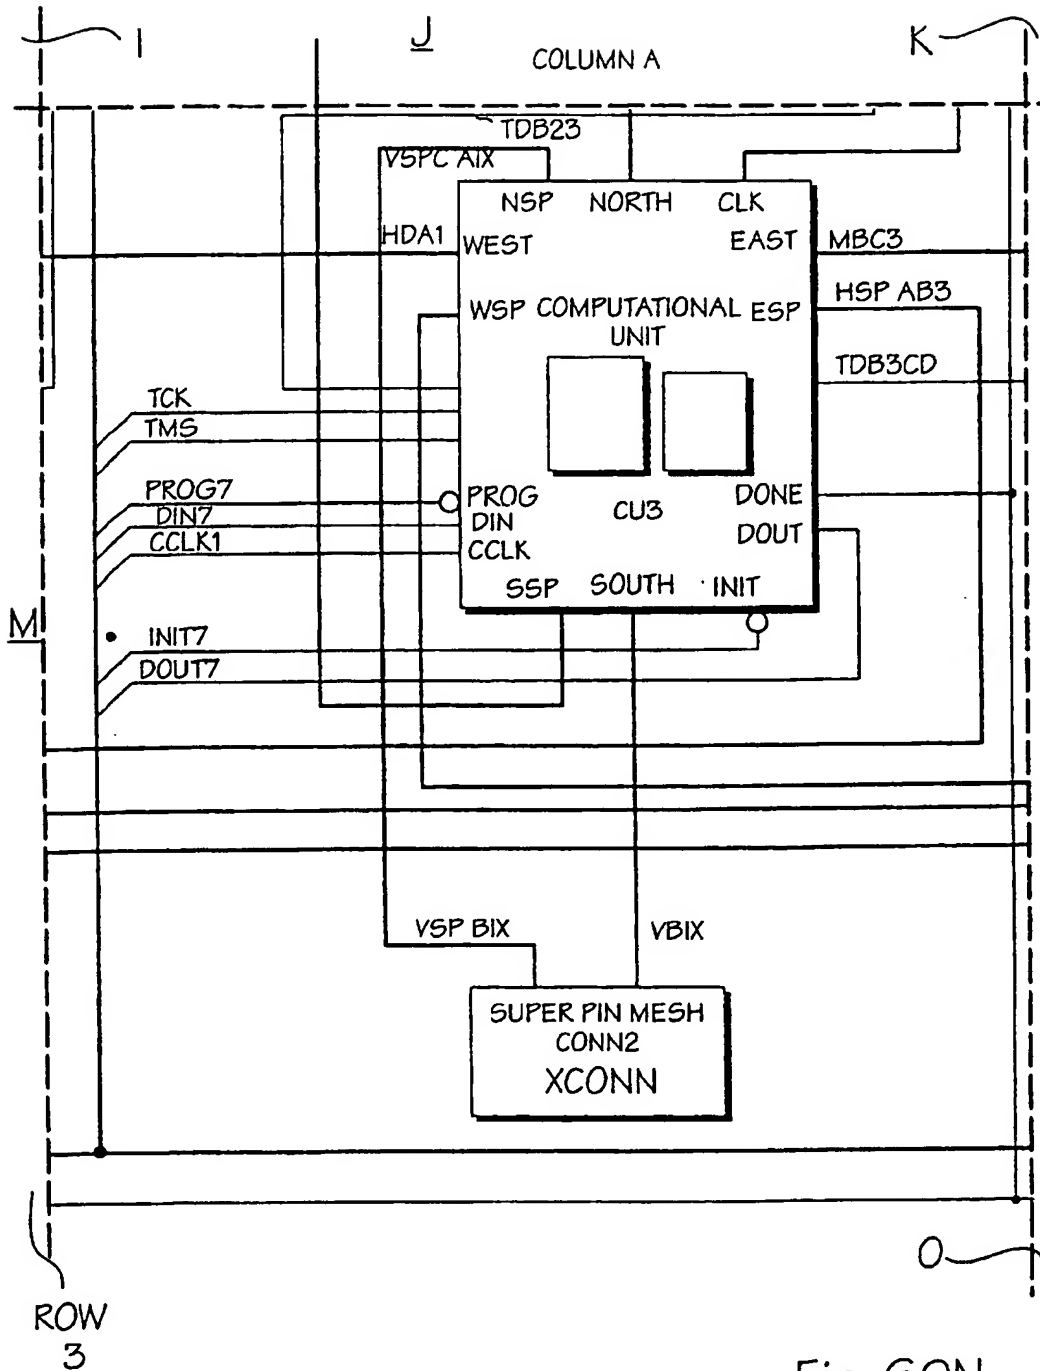 I
J
K
COLUMN A
TDB23
VSPC AIX
NSP NORTH CLK
HDA1
WEST
EAST
MBC3
HSP AB3
WSP COMPUTATIONAL ESP
UNIT
TDB3CD
TCK
TMS
PROG7
PROG
DONE
DIN7
DIN
CU3
CCLK1
CCLK
DOUT
SSP SOUTH INIT
M
INIT7
DOUT7
VSP BIX
VBIX
SUPER PIN MESH
CONN2
XCONN
O
ROW
3